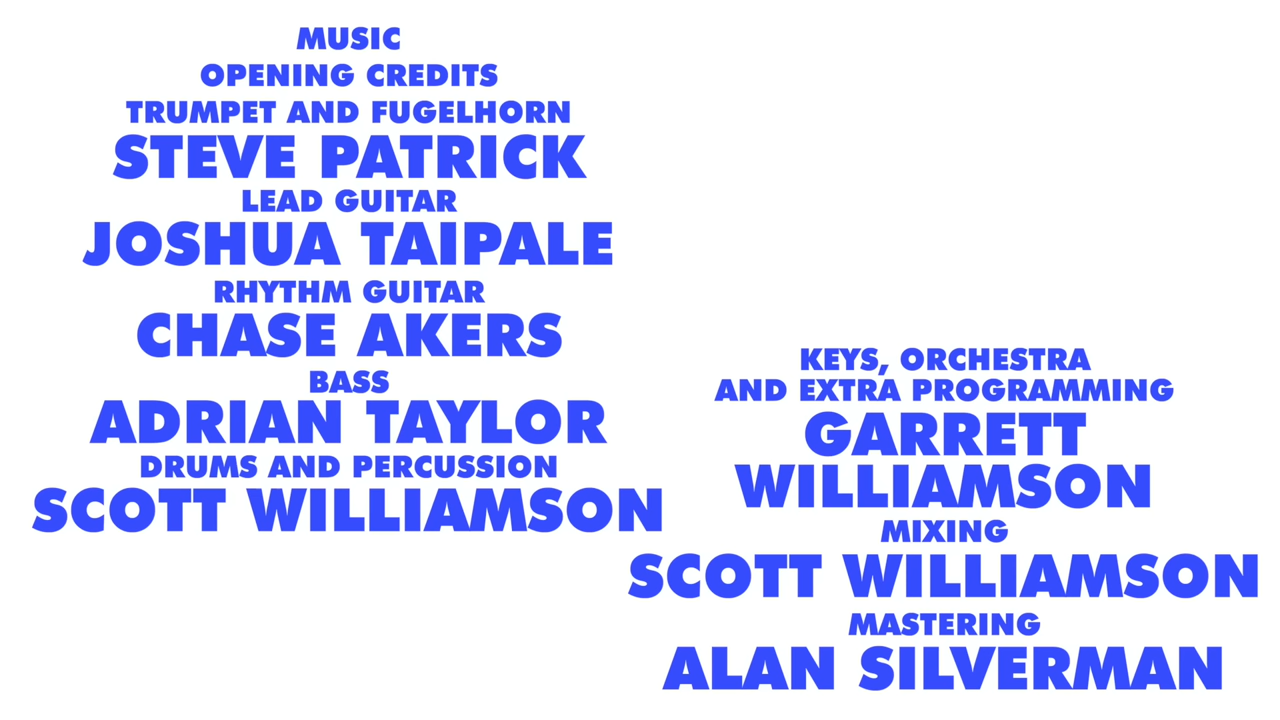 MUSIC
OPENING CREDITS
TRUMPET AND FUGELHORN
STEVE PATRICK
LEAD GUITAR
JOSHUA TAIPALE
RHYTHM GUITAR
CHASE AKERS
BASS
ADRIAN TAYLOR
DRUMS AND PERCUSSION
SCOTT WILLIAMSON
KEYS, ORCHESTRA
AND EXTRA PROGRAMMING
GARRETT
WILLIAMSON
MIXING
SCOTT WILLIAMSON
MASTERING
ALAN SILVERMAN